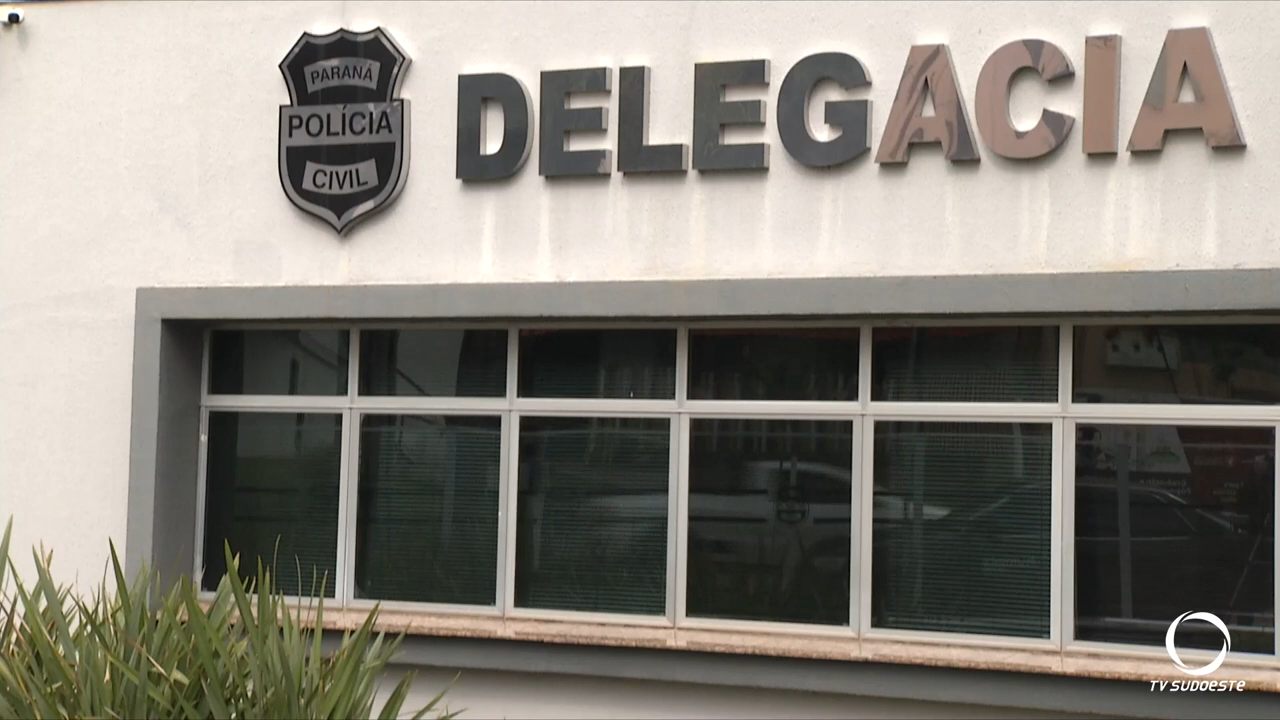 PARANÁ
POLÍCIA
CIVIL
DELEGACIA
TV SUDOESTE